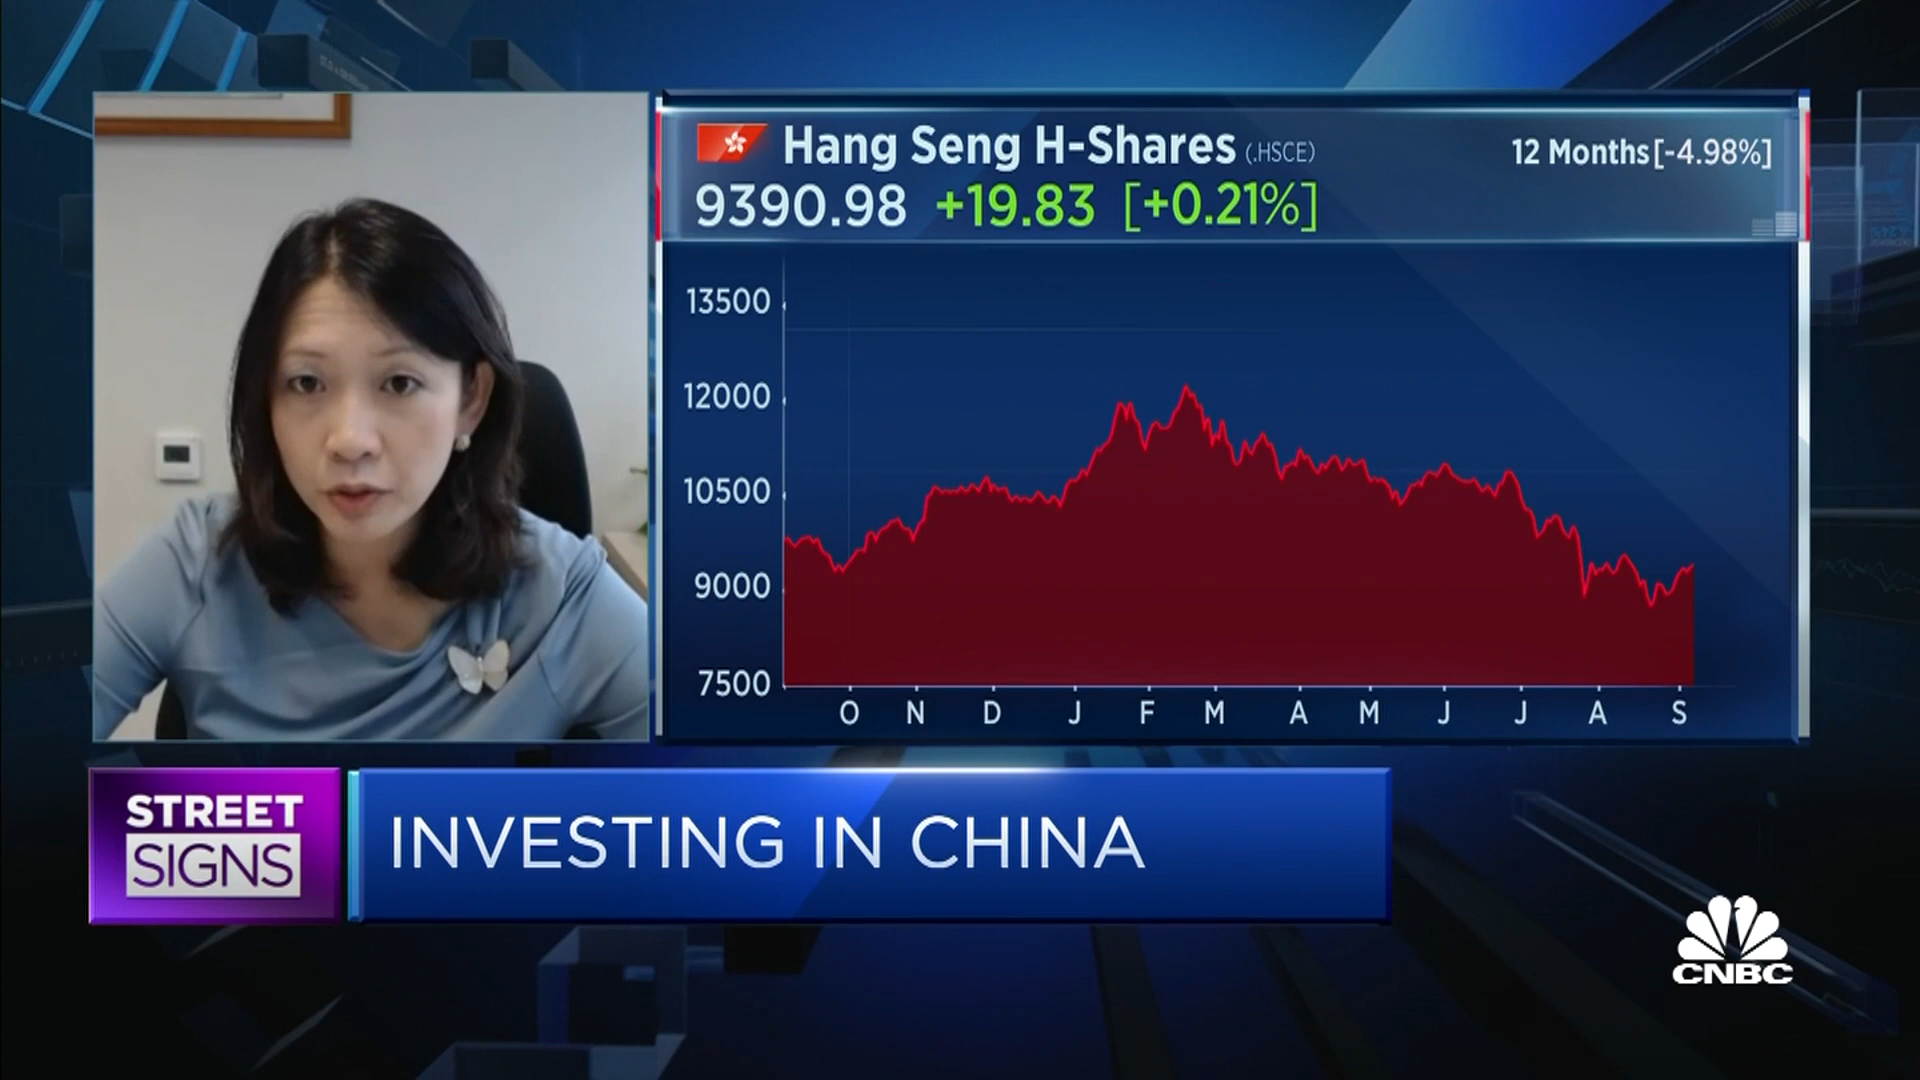 Hang Seng H-Shares (.HSCE)
12 Months [-4.98%]
9390.98 +19.83 [+0.21%]
13500
12000
10500
9000
7500
O N D J F M A M J J A S
STREET
SIGNS
INVESTING IN CHINA
CNBC